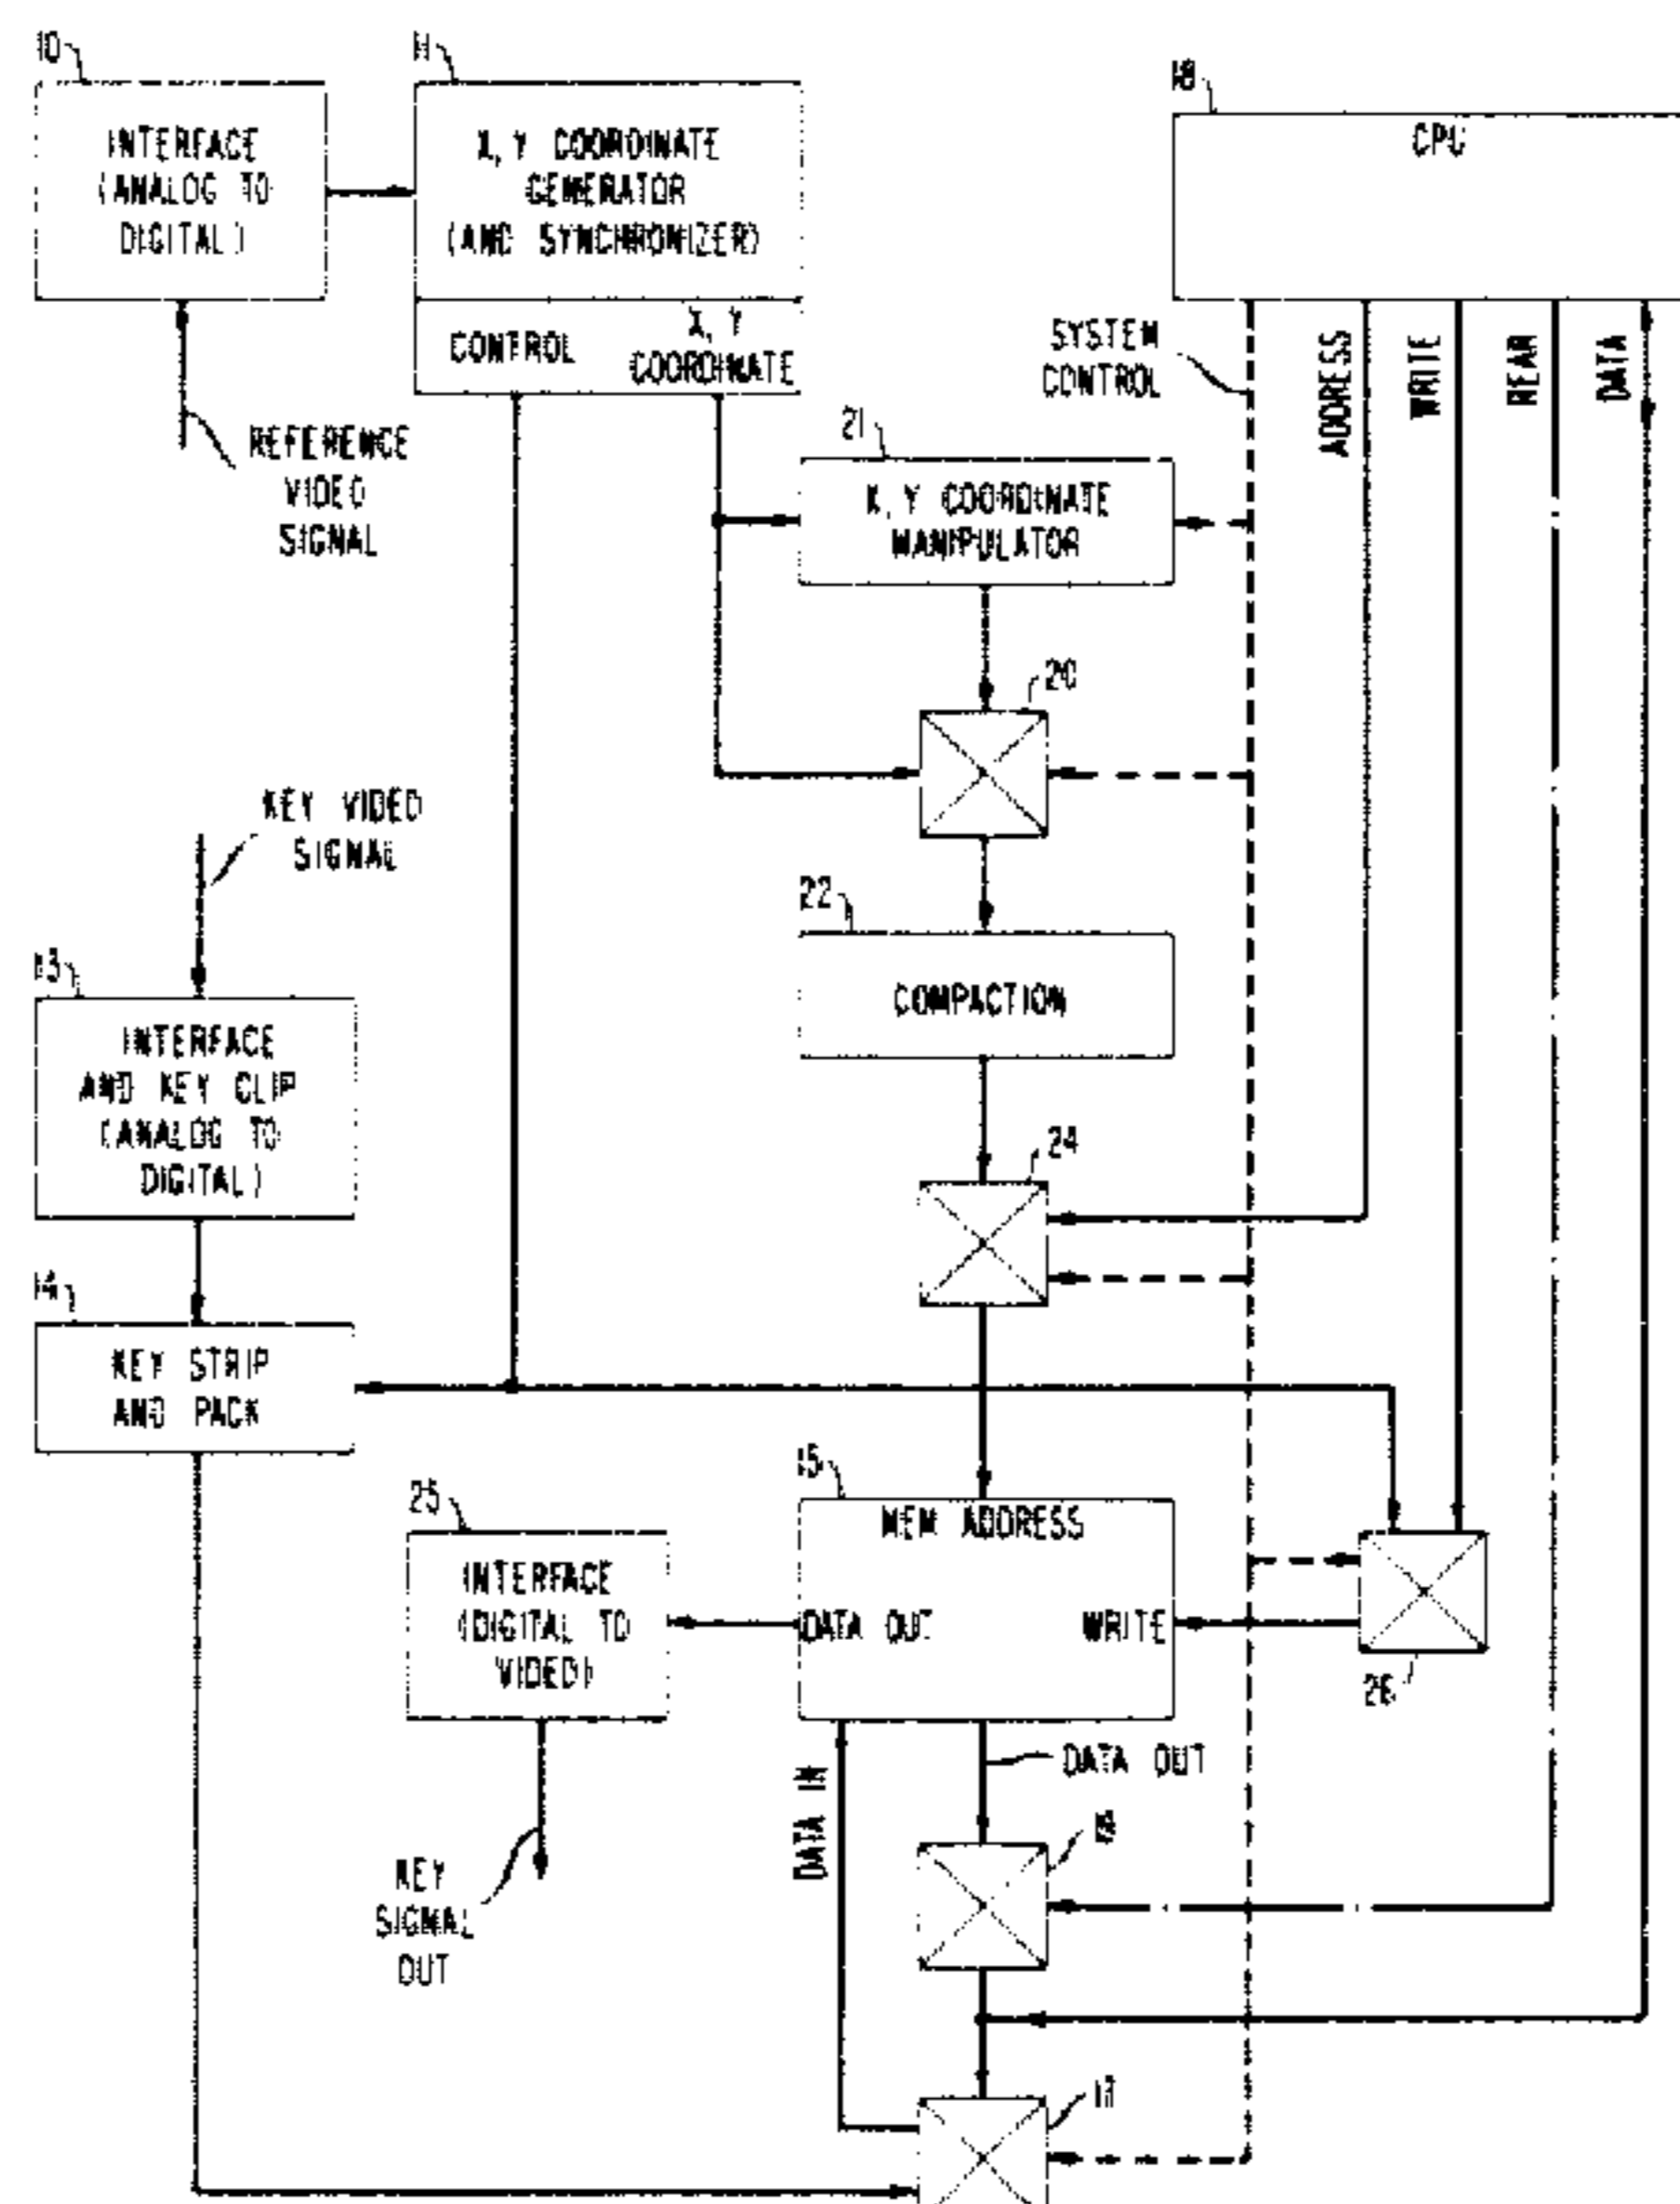 10
11
18
INTERFACE
(ANALOG TO
DIGITAL)
X, Y COORDINATE
GENERATOR
(AND SYNCHRONIZER)
CONTROL
X, Y
COORDINATE
CPU
SYSTEM
CONTROL
ADDRESS
WRITE
REAR
DATA
REFERENCE
VIDEO
SIGNAL
21
X, Y COORDINATE
MANIPULATOR
20
KEY VIDEO
SIGNAL
22
COMPACTION
13
INTERFACE
AND KEY CLIP
(ANALOG TO
DIGITAL)
24
14
KEY STRIP
AND PACK
15
MEM ADDRESS
DATA OUT
WRITE
25
INTERFACE
(DIGITAL TO
VIDEO)
26
DATA OUT
DATA IN
KEY
SIGNAL
OUT
17